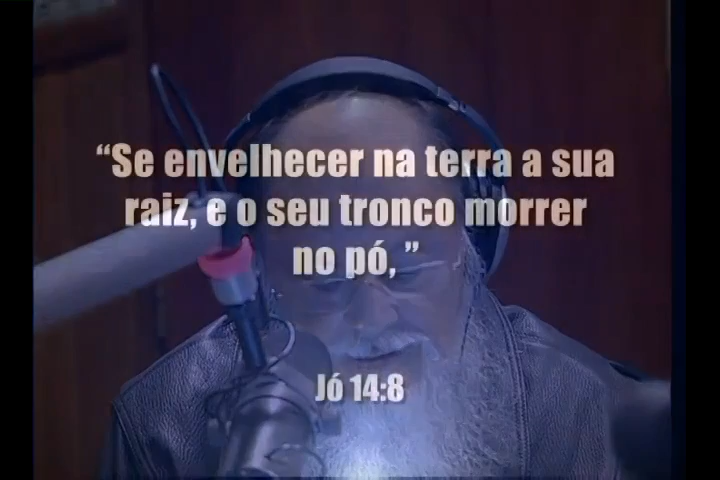 “Se envelhecer na terra a sua
raiz, e o seu tronco morrer
no pó, ”
Jó 14:8